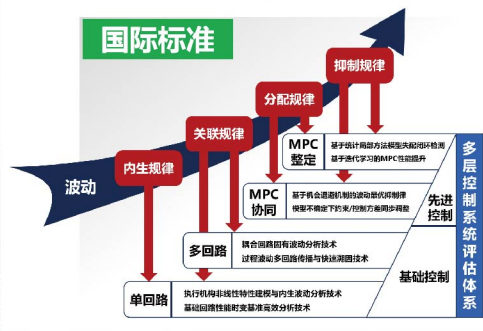 国际标准
抑制规律
分配规律
关联规律
内生规律
波动
MPC
整定
基于统计局部方法模型失配闭环检测
基于迭代学习的MPC性能提升
MPC
协同
基于机会退避机制的波动最优抑制律
模型不确定下约束/控制方差同步调整
多回路
耦合回路固有波动分析技术
过程波动多回路传播与快速溯因技术
单回路
执行机构非线性特性建模与内生波动分析技术
基础回路性能时变基准高效分析技术
先进
控制
基础控制
多层控制系统评估体系